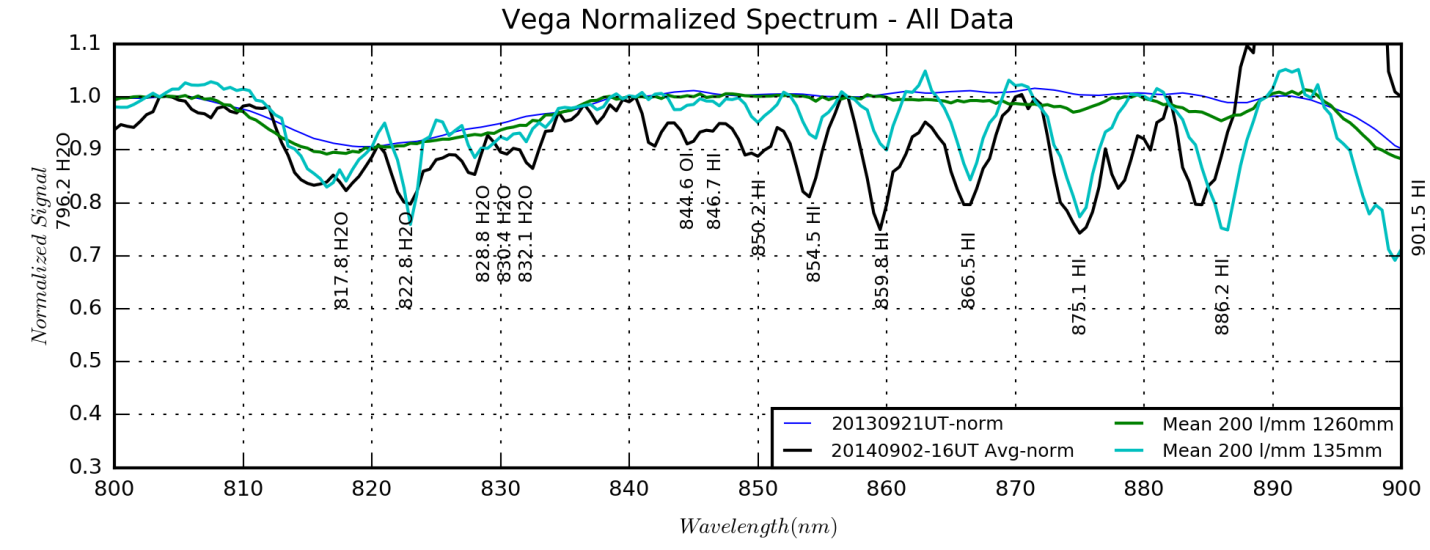 Vega Normalized Spectrum - All Data
1.1
1.0
0.9
0.8
0.7
0.6
0.5
0.4
0.3
Normalized Signal
796.2 H2O
817.8 H2O
822.8 H2O
828.8 H2O
830.4 H2O
832.1 H2O
844.6 OI
846.7 HI
850.2 HI
854.5 HI
859.8 HI
866.5 HI
875.1 HI
886.2 HI
901.5 HI
20130921UT-norm
20140902-16UT Avg-norm
Mean 200 l/mm 1260mm
Mean 200 l/mm 135mm
800 810 820 830 840 850 860 870 880 890 900
Wavelength(nm)